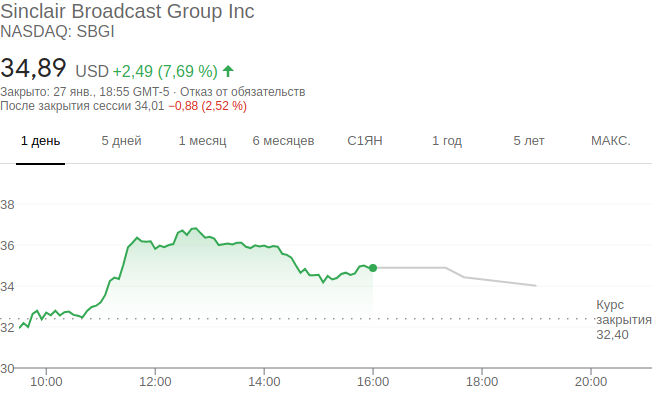 Sinclair Broadcast Group Inc
NASDAQ: SBGI
34,89 USD +2,49 (7,69 %)
Закрыто: 27 янв., 18:55 GMT-5 · Отказ от обязательств
После закрытия сессии 34,01 −0,88 (2,52 %)
1 день 5 дней 1 месяц 6 месяцев С1ЯН 1 год 5 лет МАКС.
38
36
34
32
30
Курс
закрытия
32,40
10:00 12:00 14:00 16:00 18:00 20:00